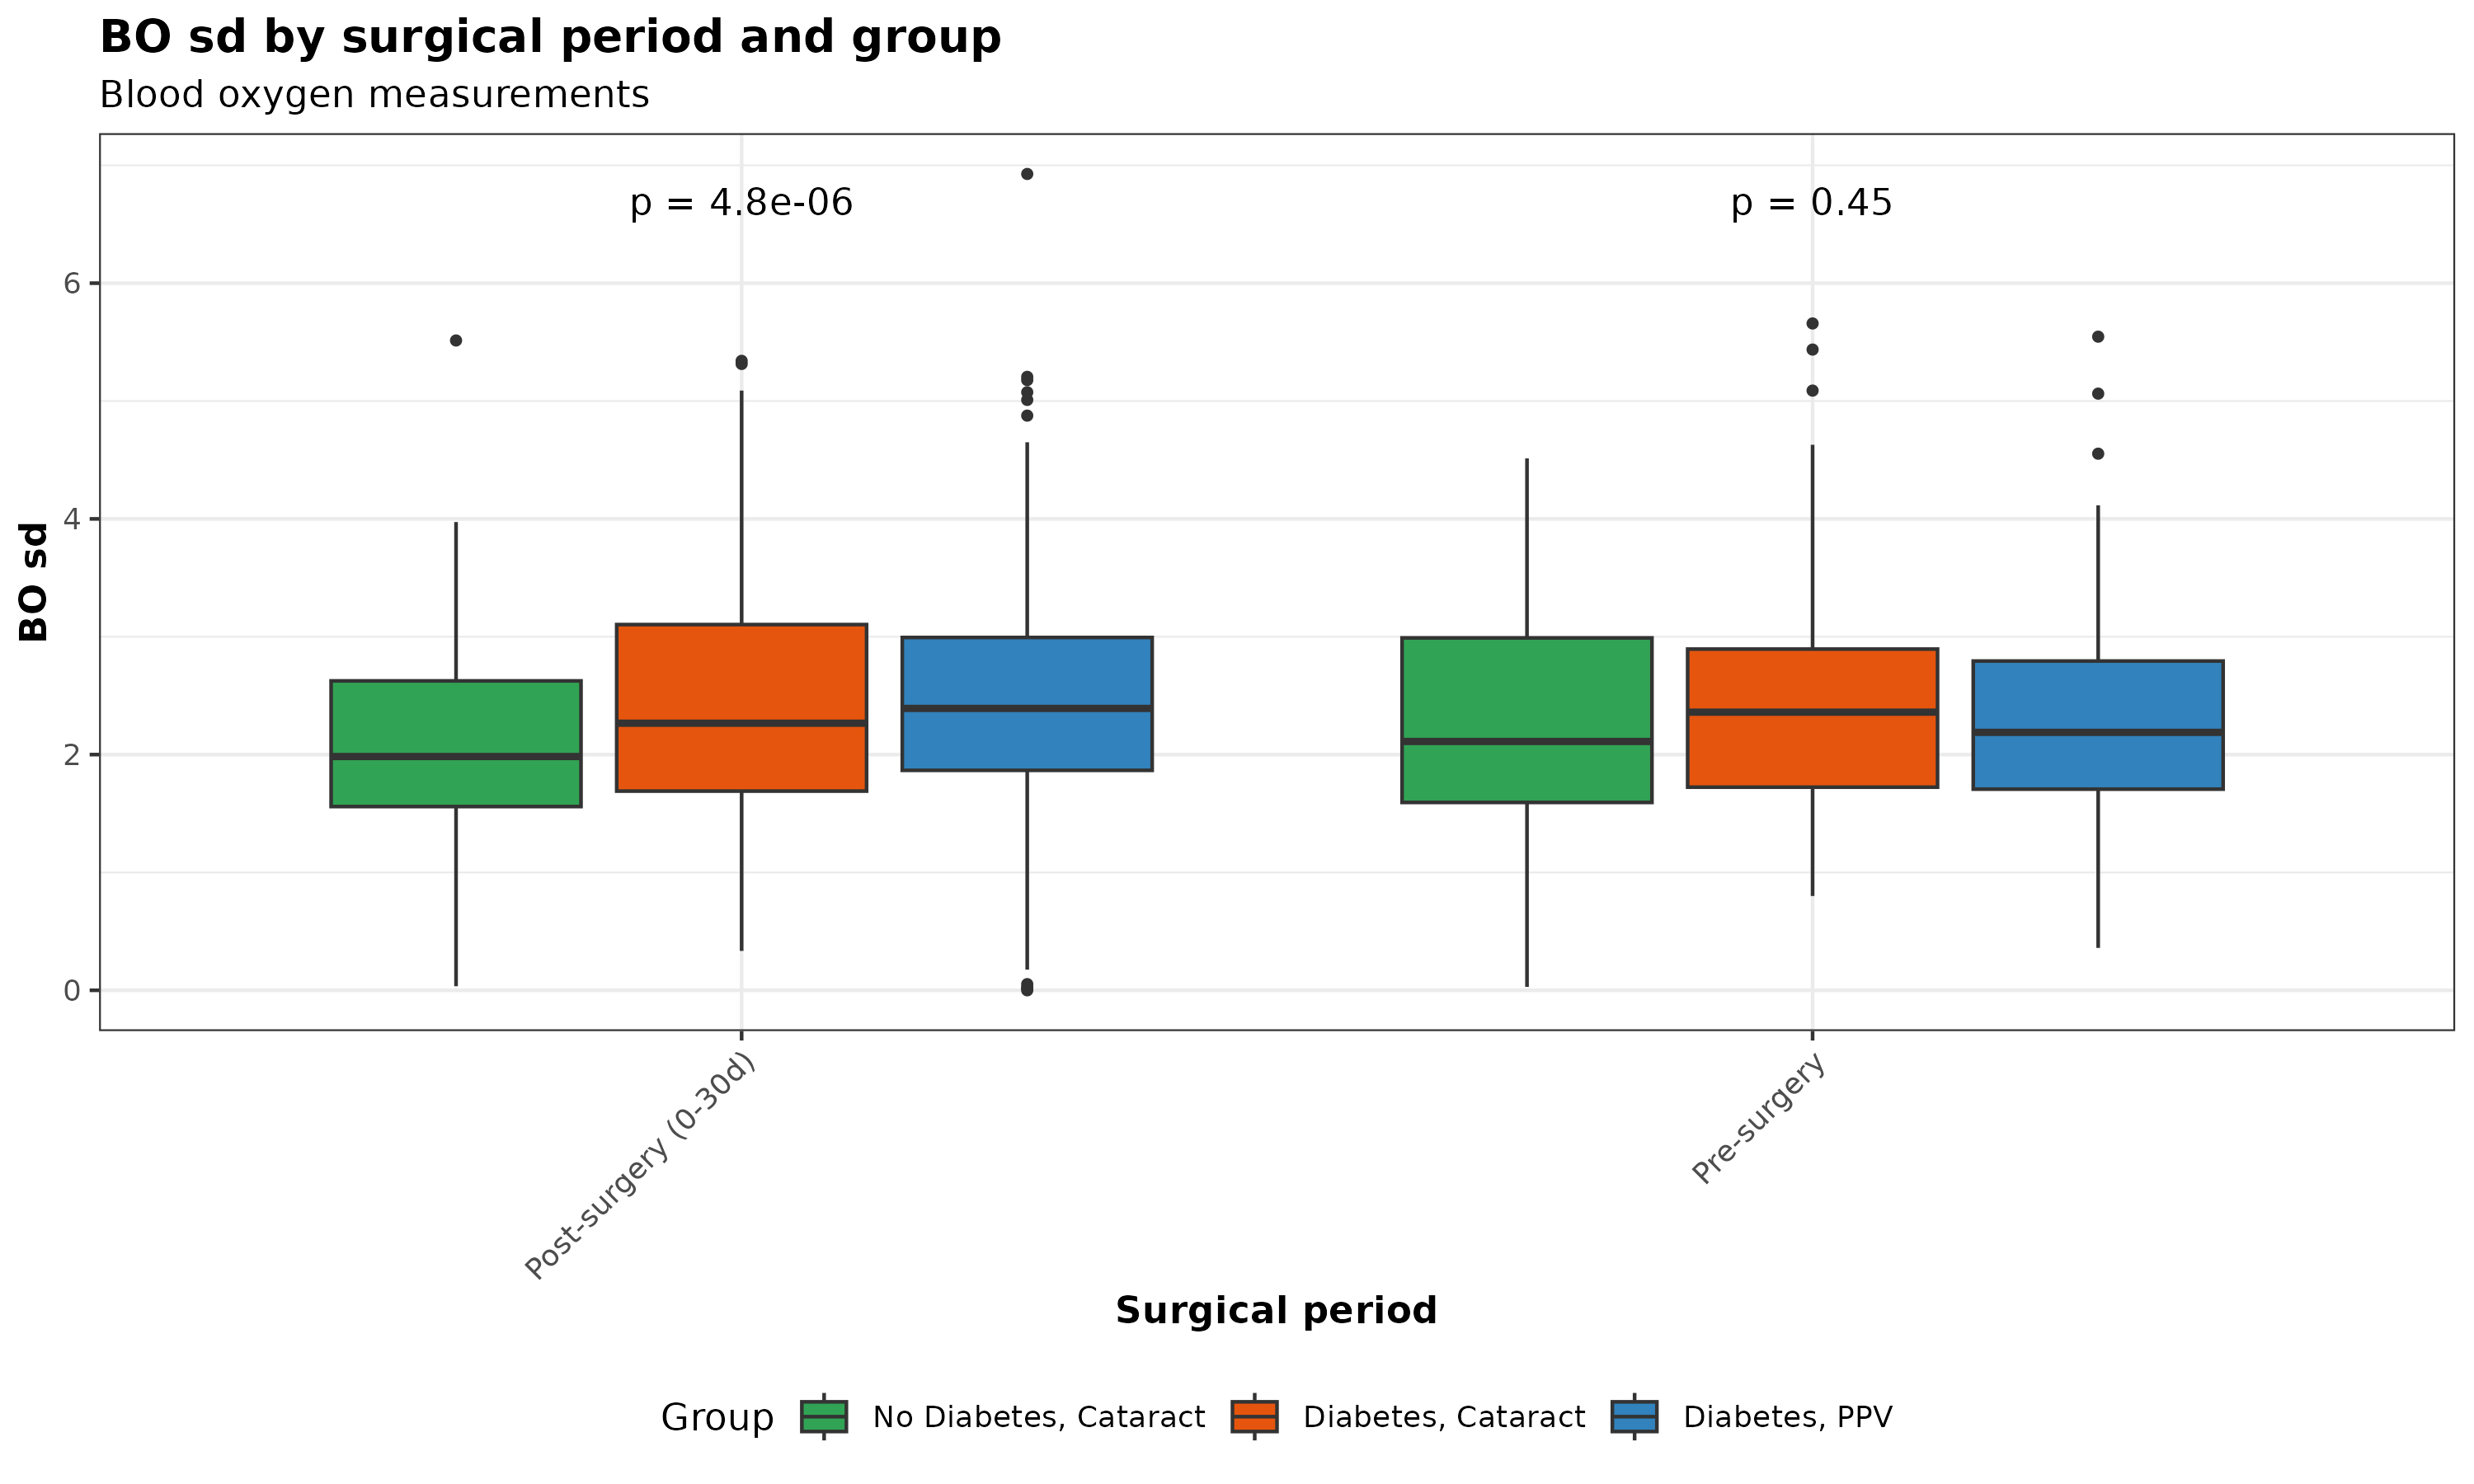 BO sd by surgical period and group
Blood oxygen measurements
p = 4.8e-06
p = 0.45
6
4
2
0
BO sd
Post-surgery (0-30d)
Pre-surgery
Surgical period
Group No Diabetes, Cataract Diabetes, Cataract Diabetes, PPV